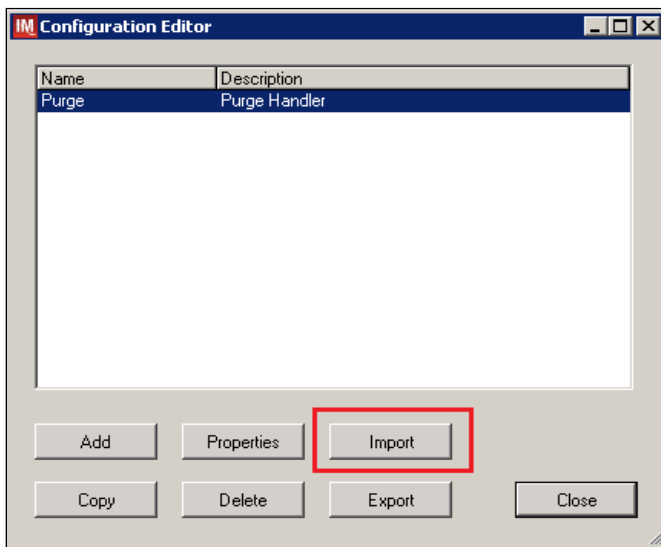 IM Configuration Editor
Name Description
Purge Purge Handler
Add Properties Import
Copy Delete Export Close